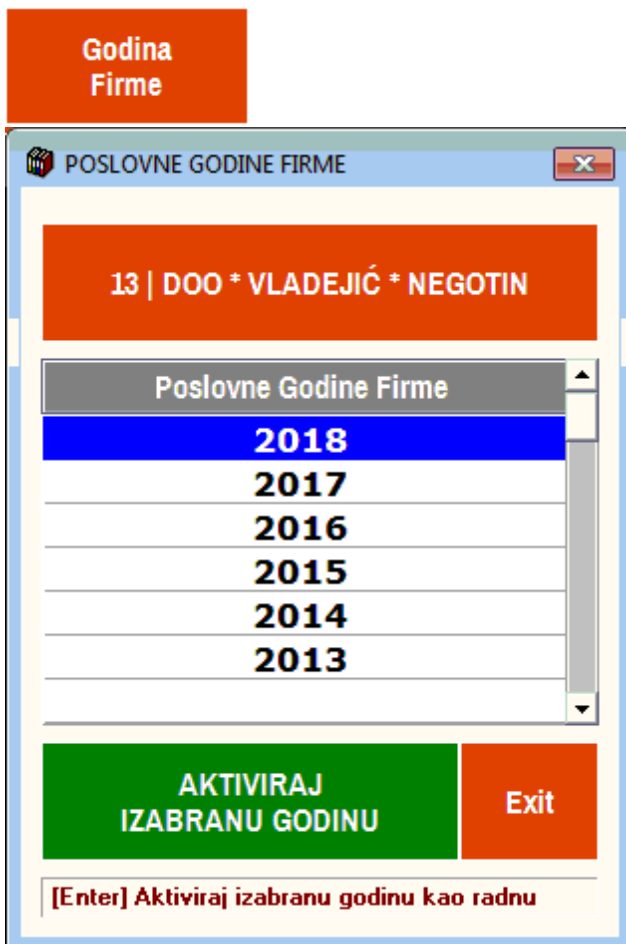 Godina
Firme
POSLOVNE GODINE FIRME
13 | DOO * VLADEJIĆ * NEGOTIN
Poslovne Godine Firme
2018
2017
2016
2015
2014
2013
AKTIVIRAJ
IZABRANU GODINU
Exit
[Enter] Aktiviraj izabranu godinu kao radnu